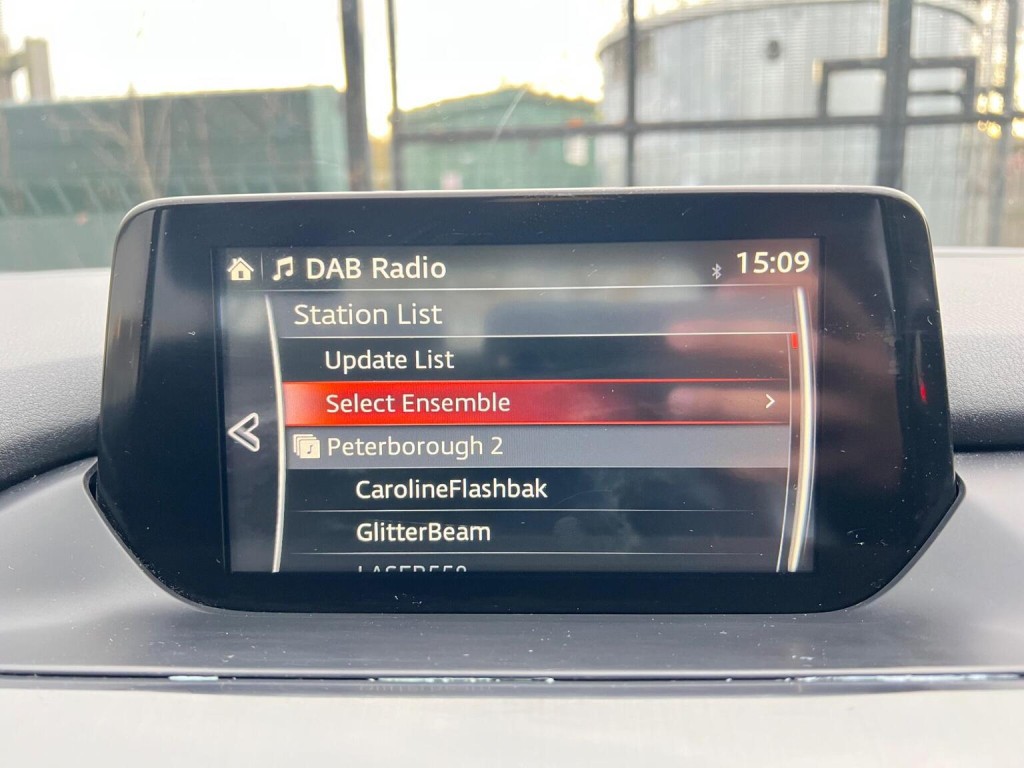 DAB Radio 15:09
Station List
Update List
Select Ensemble
Peterborough 2
CarolineFlashbak
GlitterBeam